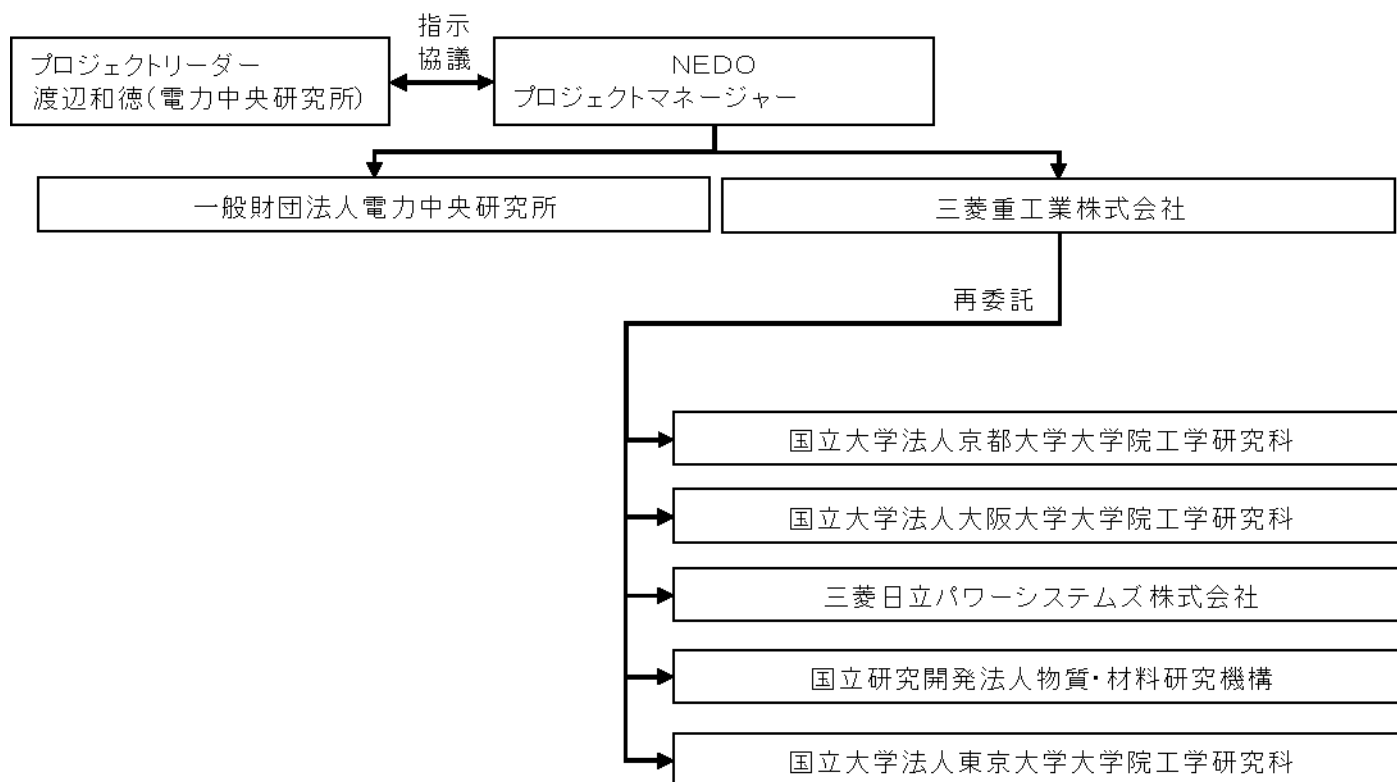 指示
協議
プロジェクトリーダー
渡辺和徳(電力中央研究所)
NEDO
プロジェクトマネージャー
一般財団法人電力中央研究所
三菱重工業株式会社
再委託
国立大学法人京都大学大学院工学研究科
国立大学法人大阪大学大学院工学研究科
三菱日立パワーシステムズ株式会社
国立研究開発法人物質・材料研究機構
国立大学法人東京大学大学院工学研究科